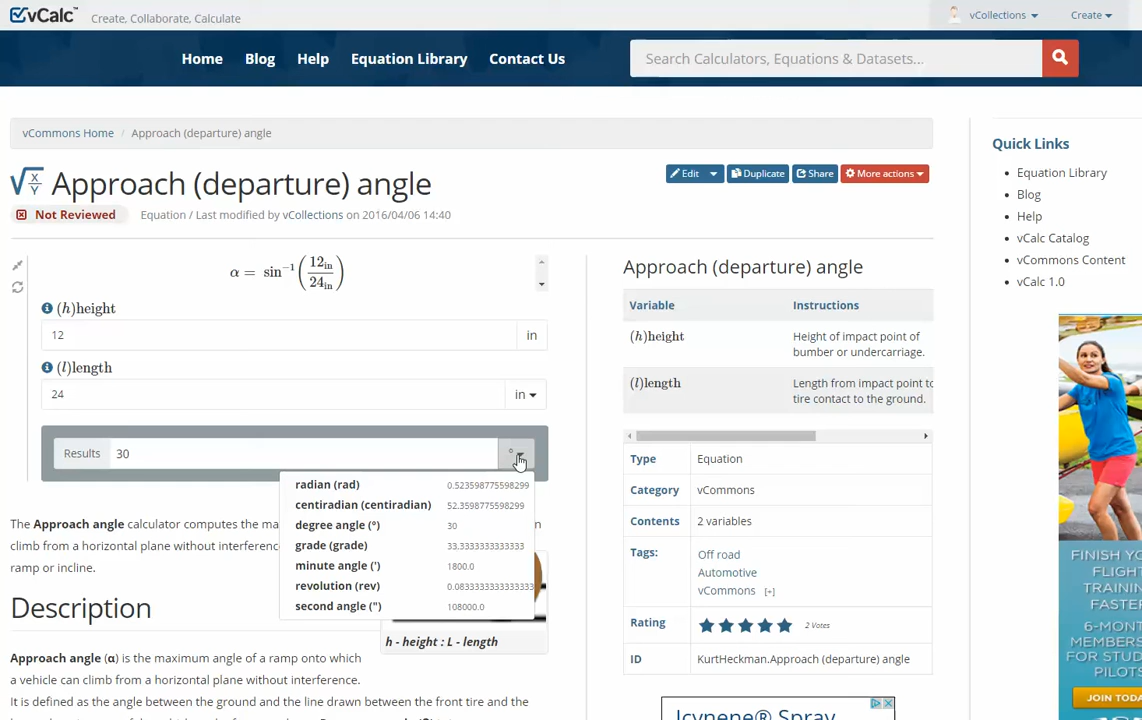 vCalc™ Create, Collaborate, Calculate
vCollections Create
Home Blog Help Equation Library Contact Us
Search Calculators, Equations & Datasets...
vCommons Home / Approach (departure) angle
√X/Y Approach (departure) angle
Edit Duplicate Share More actions
Not Reviewed Equation / Last modified by vCollections on 2016/04/06 14:40
α = sin⁻¹(12in/24in)
(h)height
12 in
(l)length
24 in
Results 30 °
radian (rad) 0.523598775598299
centiradian (centiradian) 52.3598775598299
degree angle (°) 30
grade (grade) 33.3333333333333
minute angle (') 1800.0
revolution (rev) 0.0833333333333333
second angle (") 108000.0
The Approach angle calculator computes the ma n
climb from a horizontal plane without interference
ramp or incline.
h - height : L - length
Description
Approach angle (α) is the maximum angle of a ramp onto which
a vehicle can climb from a horizontal plane without interference.
It is defined as the angle between the ground and the line drawn between the front tire and the
Approach (departure) angle
Variable Instructions
(h)height Height of impact point of
bumber or undercarriage.
(l)length Length from impact point to
tire contact to the ground.
Type Equation
Category vCommons
Contents 2 variables
Tags: Off road
Automotive
vCommons [+]
Rating 2 Votes
ID KurtHeckman.Approach (departure) angle
Icynene® Spray
Quick Links
Equation Library
Blog
Help
vCalc Catalog
vCommons Content
vCalc 1.0
FINISH YO
FLIGHT
TRAINING
FASTER
6-MONT
MEMBERS
FOR STU
PILOTS
JOIN TODA